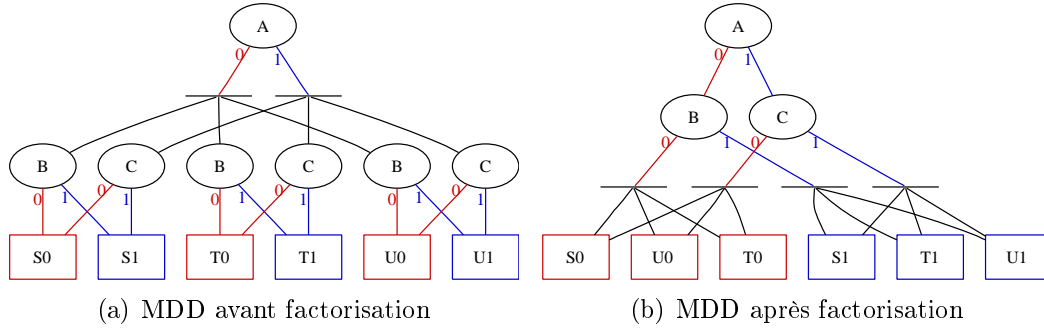 A
0 1
B C B C B C
0 1 0 1 0 1 0 1 0 1 0 1
S0 S1 T0 T1 U0 U1
(a) MDD avant factorisation
A
0 1
B C
0 1 0 1
S0 U0 T0 S1 T1 U1
(b) MDD après factorisation